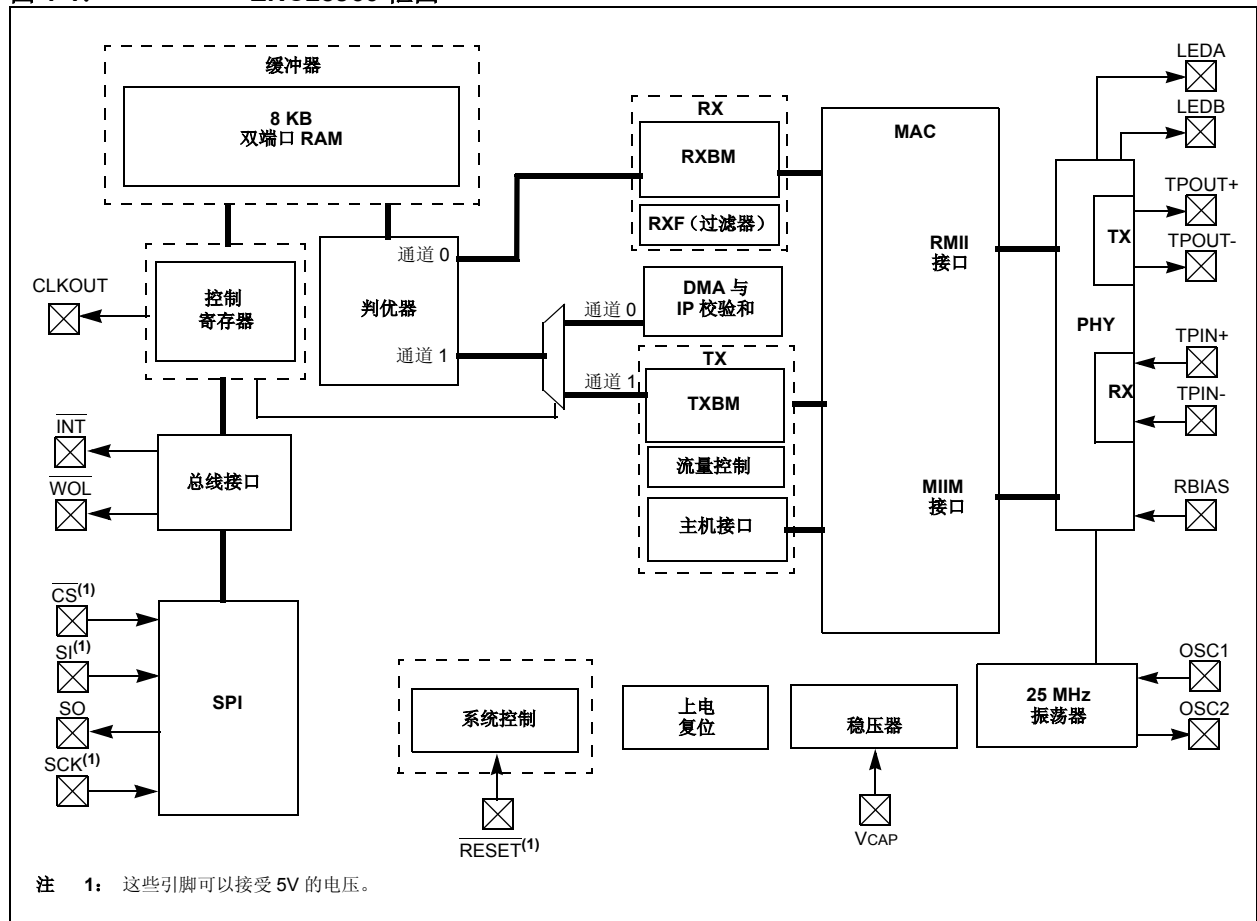 缓冲器
8 KB
双端口 RAM
CLKOUT
控制
寄存器
通道 0
判优器
通道 1
RX
RXBM
RXF（过滤器）
通道 0
DMA 与
IP 校验和
通道 1
TX
TXBM
流量控制
主机接口
MAC
RMII
接口
MIIM
接口
PHY
TX
RX
LEDA
LEDB
TPOUT+
TPOUT-
TPIN+
TPIN-
RBIAS
INT
WOL
总线接口
CS(1)
SI(1)
SO
SCK(1)
SPI
系统控制
RESET(1)
上电
复位
稳压器
VCAP
25 MHz
振荡器
OSC1
OSC2
注 1： 这些引脚可以接受 5V 的电压。